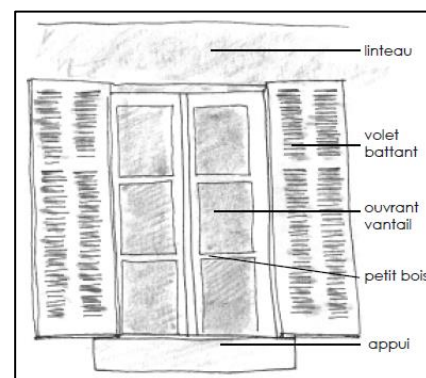 linteau
volet
battant
ouvrant
vantail
petit bois
appui